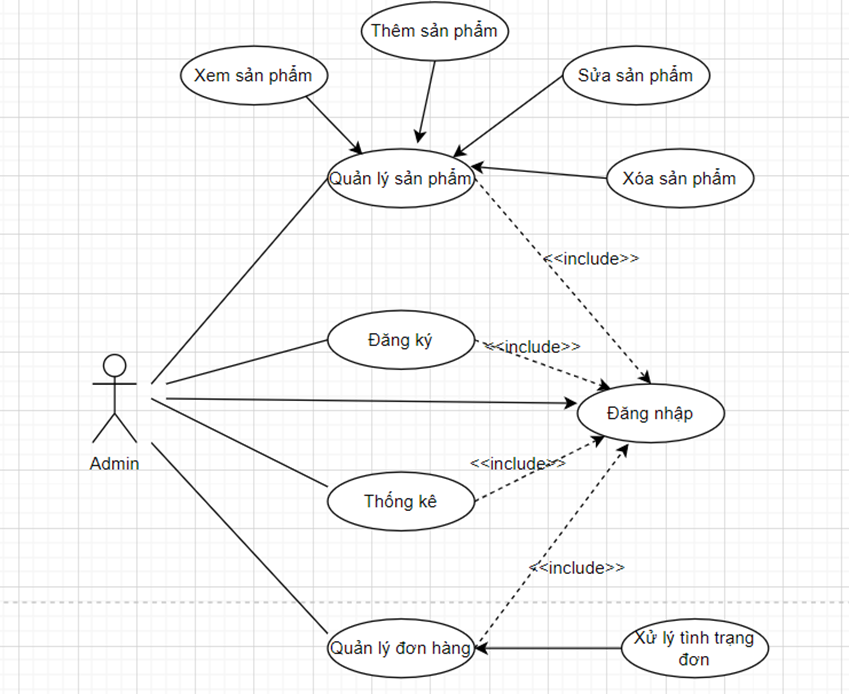 Thêm sản phẩm
Xem sản phẩm
Sửa sản phẩm
Quản lý sản phẩm
Xóa sản phẩm
<<include>>
Đăng ký
<<include>>
Đăng nhập
Admin
<<include>>
Thống kê
<<include>>
Quản lý đơn hàng
Xử lý tình trạng
đơn